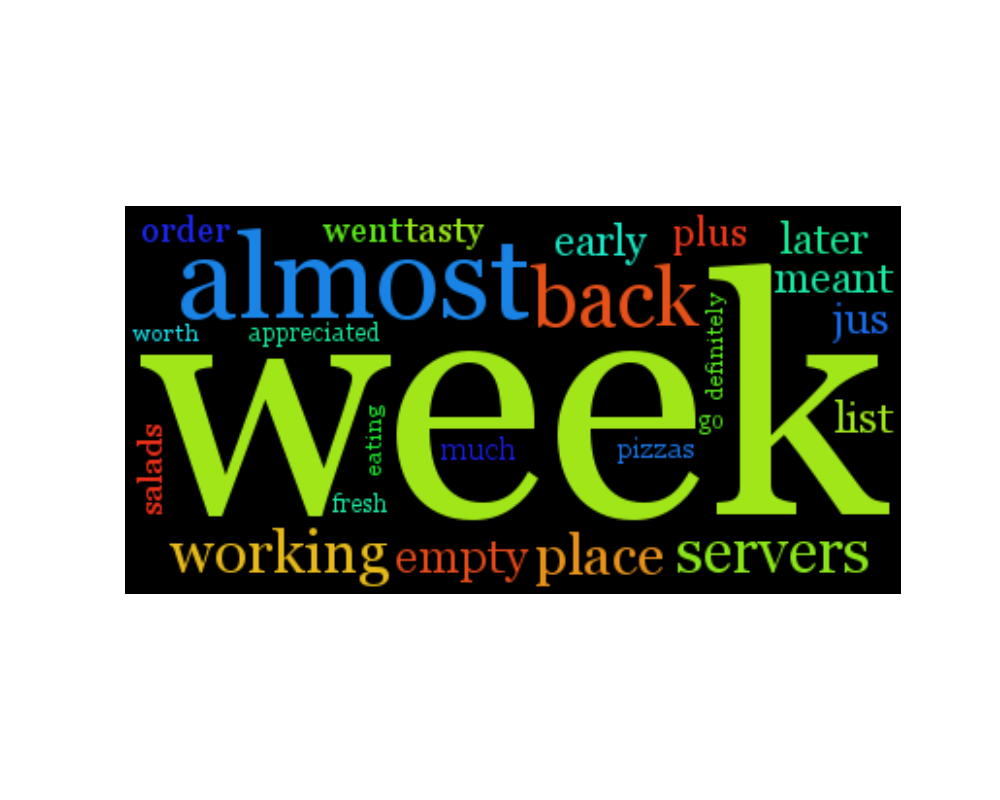 order
wenttasty
early
plus
later
almost
back
meant
jus
worth
appreciated
definitely
week
list
go
salads
eating
much
pizzas
fresh
working
empty
place
servers